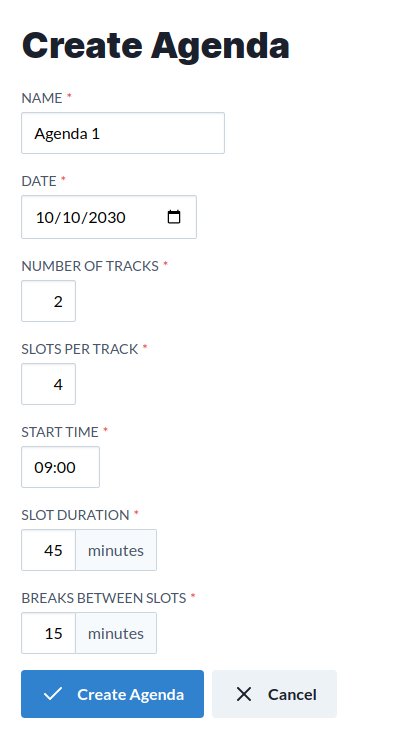 Create Agenda
NAME *
Agenda 1
DATE *
10/10/2030
NUMBER OF TRACKS *
2
SLOTS PER TRACK *
4
START TIME *
09:00
SLOT DURATION *
45 minutes
BREAKS BETWEEN SLOTS *
15 minutes
Create Agenda Cancel